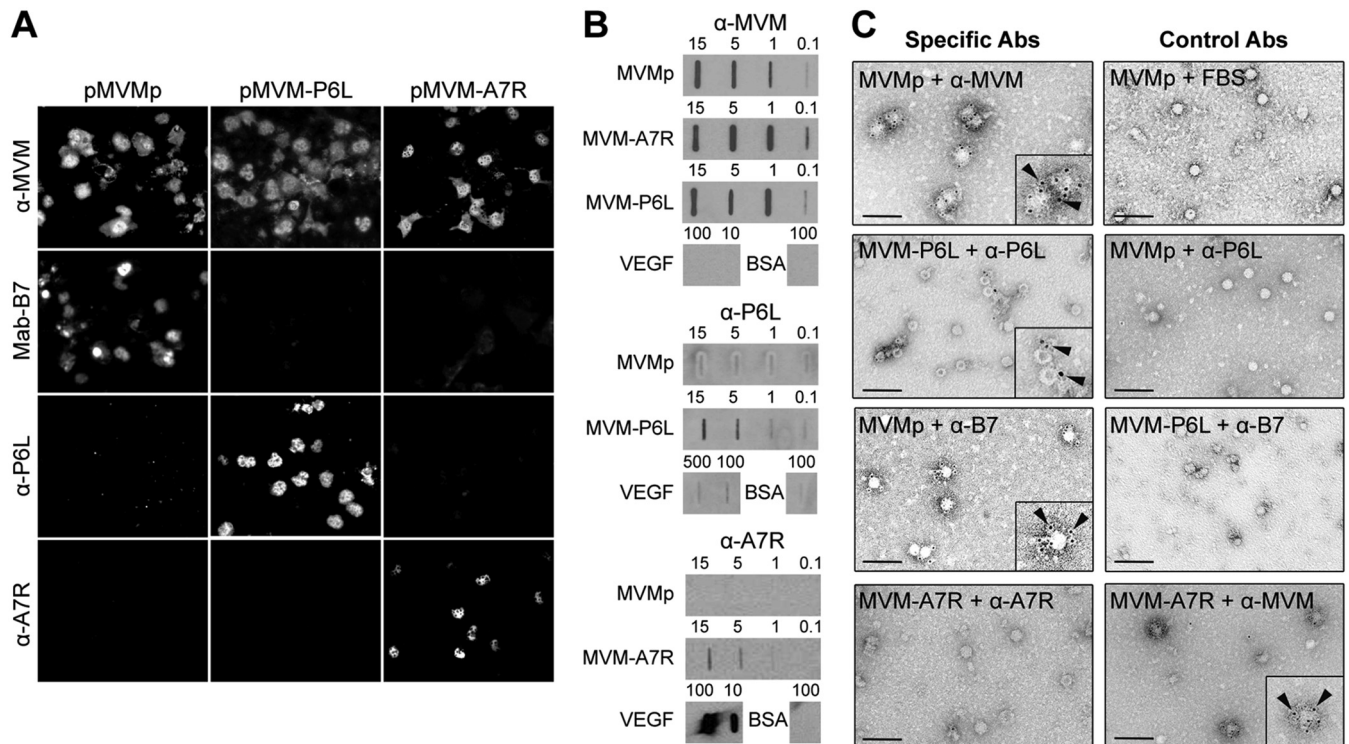 A
pMVMp pMVM-P6L pMVM-A7R
α-MVM
Mab-B7
α-P6L
α-A7R
B
α-MVM
15 5 1 0.1
MVMp
15 5 1 0.1
MVM-A7R
15 5 1 0.1
MVM-P6L
100 10 100
VEGF BSA
α-P6L
15 5 1 0.1
MVMp
15 5 1 0.1
MVM-P6L
500 100 100
VEGF BSA
α-A7R
15 5 1 0.1
MVMp
15 5 1 0.1
MVM-A7R
100 10 100
VEGF BSA
C
Specific Abs Control Abs
MVMp + α-MVM MVMp + FBS
MVM-P6L + α-P6L MVMp + α-P6L
MVMp + α-B7 MVM-P6L + α-B7
MVM-A7R + α-A7R MVM-A7R + α-MVM